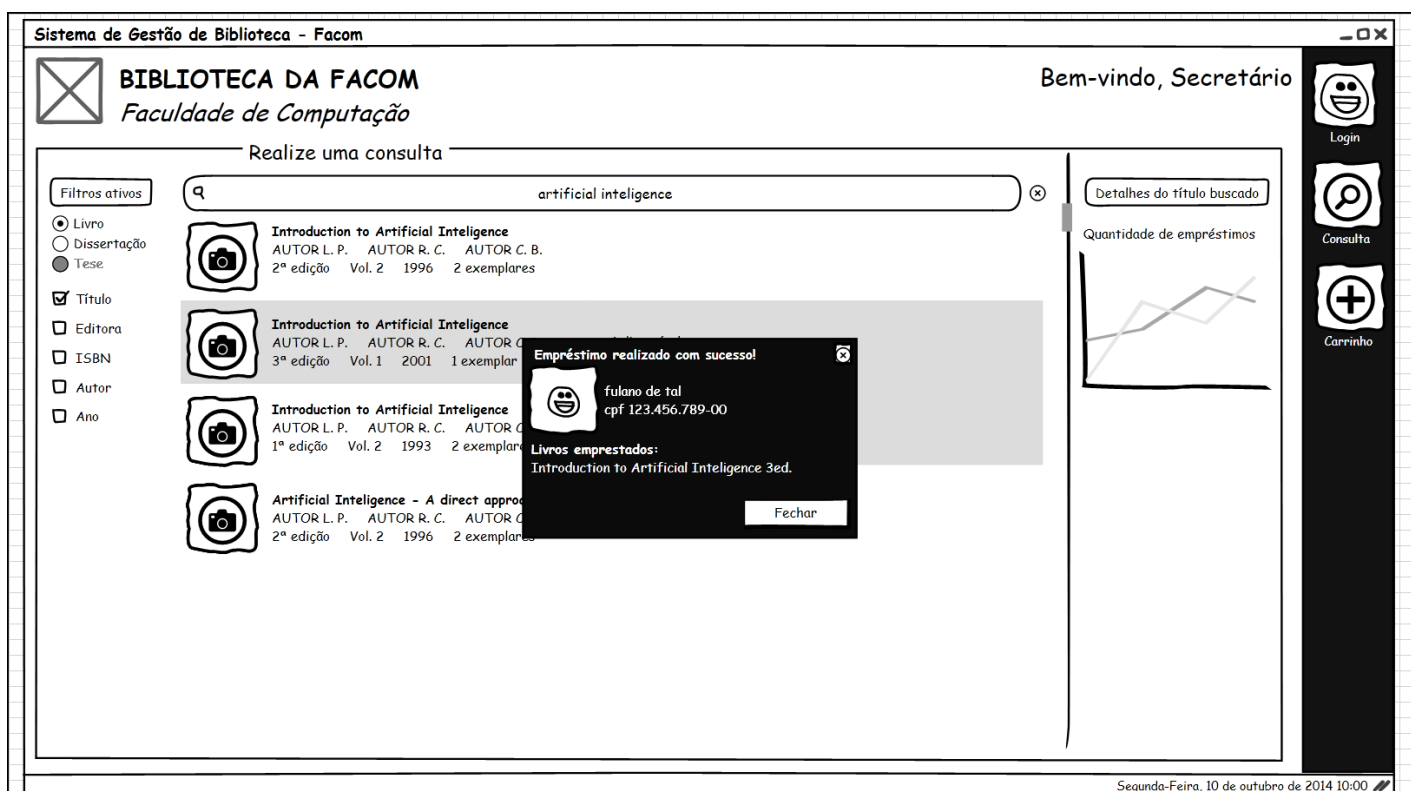 Sistema de Gestão de Biblioteca - Facom
BIBLIOTECA DA FACOM
Faculdade de Computação
Bem-vindo, Secretário
Login
Consulta
Carrinho
Realize uma consulta
Filtros ativos
Livro
Dissertação
Tese
Título
Editora
ISBN
Autor
Ano
artificial inteligence
Introduction to Artificial Inteligence
AUTOR L. P. AUTOR R. C. AUTOR C. B.
2ª edição Vol. 2 1996 2 exemplares
Introduction to Artificial Inteligence
AUTOR L. P. AUTOR R. C. AUTOR C
3ª edição Vol. 1 2001 1 exemplar
Introduction to Artificial Inteligence
AUTOR L. P. AUTOR R. C. AUTOR C
1ª edição Vol. 2 1993 2 exemplare
Artificial Inteligence - A direct approa
AUTOR L. P. AUTOR R. C. AUTOR C
2ª edição Vol. 2 1996 2 exemplares
Empréstimo realizado com sucesso!
fulano de tal
cpf 123.456.789-00
Livros emprestados:
Introduction to Artificial Inteligence 3ed.
Fechar
Detalhes do título buscado
Quantidade de empréstimos
Segunda-Feira, 10 de outubro de 2014 10:00